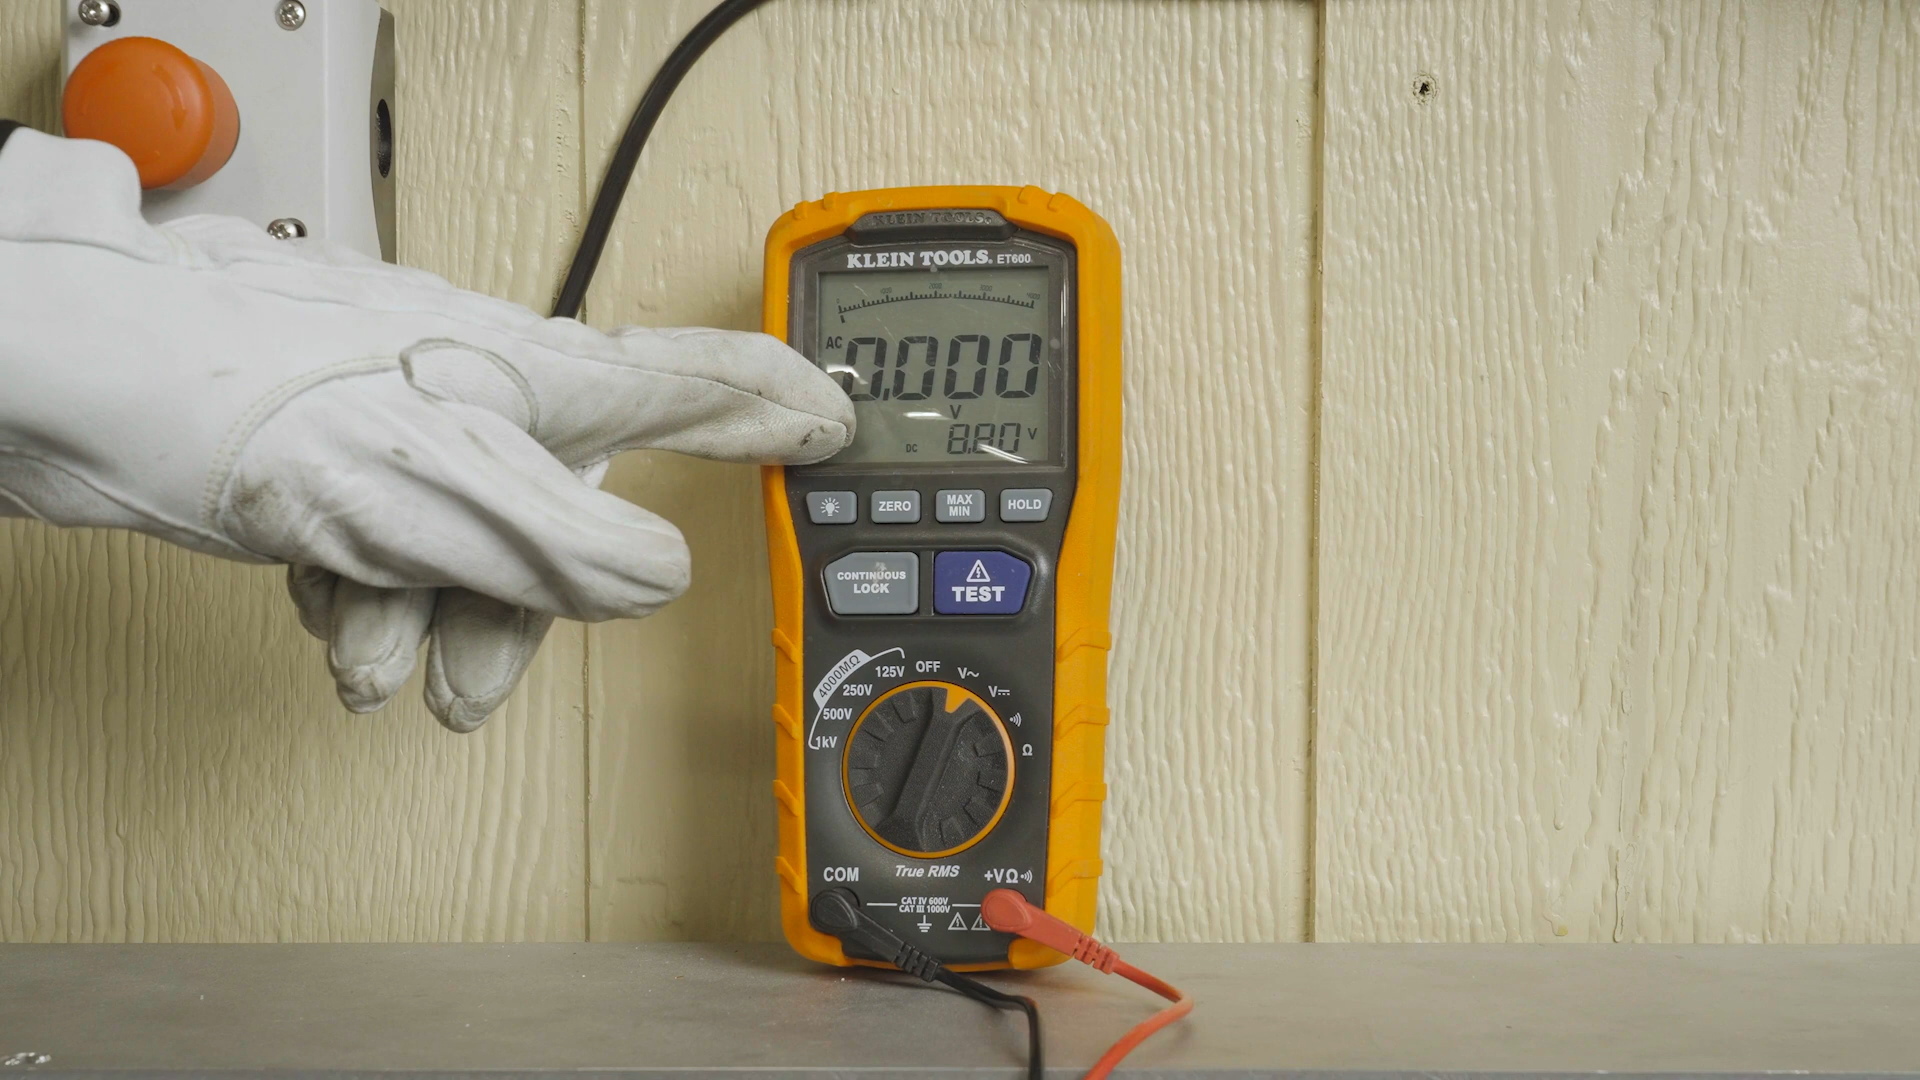 KLEIN TOOLS.
KLEIN TOOLS. ET600
AC 0.000
V
DC 8.80 V
ZERO
MAX
MIN
HOLD
CONTINUOUS
LOCK
TEST
4000MΩ
125V
250V
500V
1kV
OFF
V~
V⎓
Ω
True RMS
COM
+VΩ
CAT IV 600V
CAT III 1000V